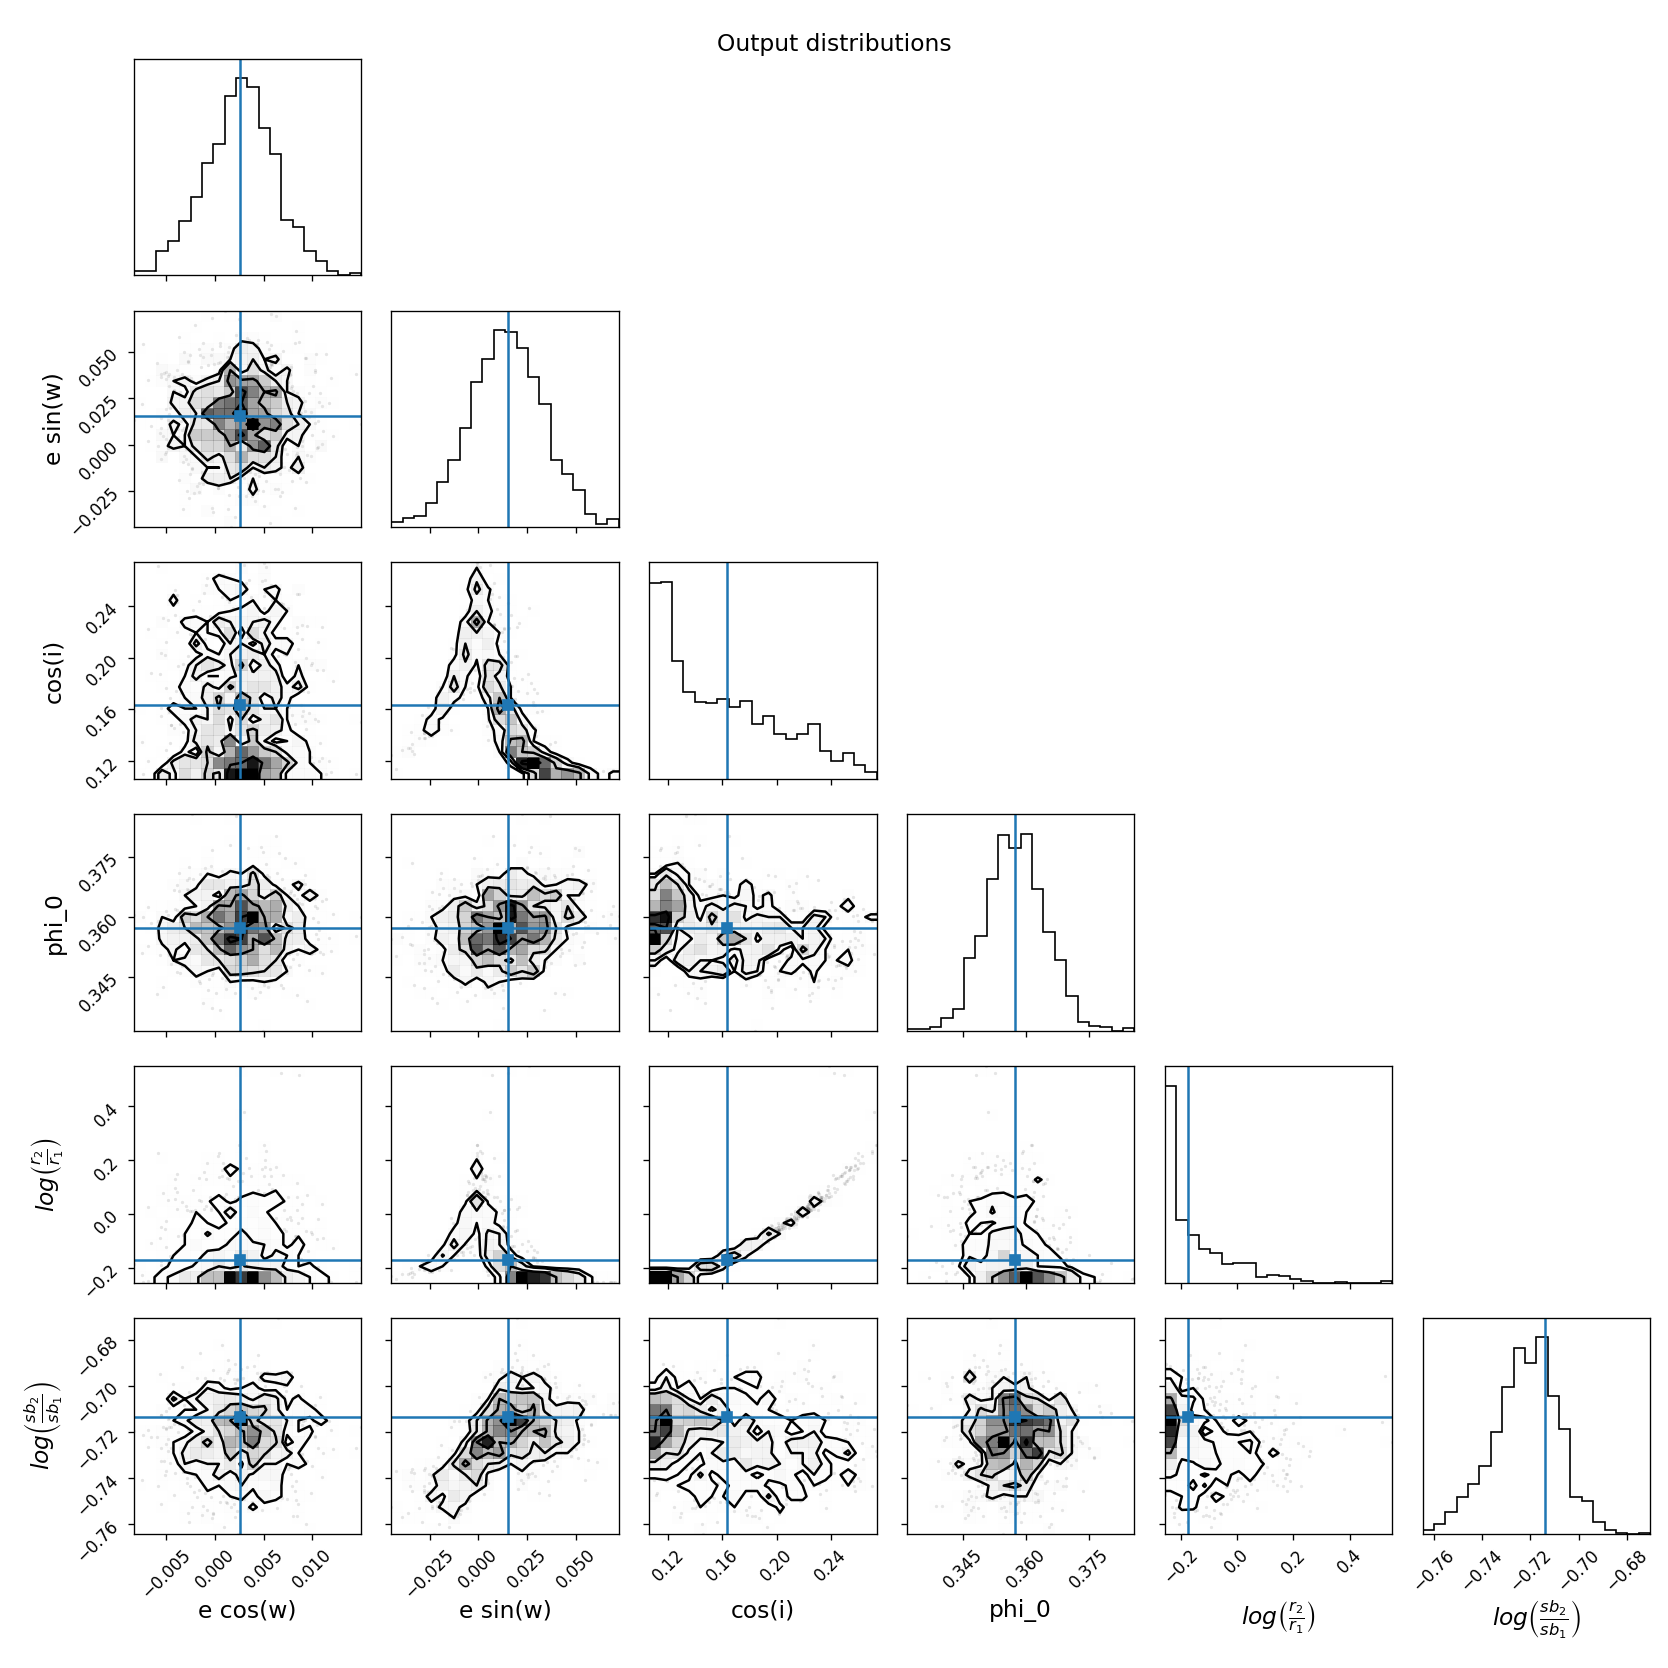 Output distributions
e sin(w)
0.050
0.025
0.000
−0.025
cos(i)
0.24
0.20
0.16
0.12
phi_0
0.375
0.360
0.345
log(r2/r1)
0.4
0.2
0.0
−0.2
log(sb2/sb1)
−0.68
−0.70
−0.72
−0.74
−0.76
−0.005 0.000 0.005 0.010
−0.025 0.000 0.025 0.050
0.12 0.16 0.20 0.24
0.345 0.360 0.375
−0.2 0.0 0.2 0.4
−0.76 −0.74 −0.72 −0.70 −0.68
e cos(w) e sin(w) cos(i) phi_0 log(r2/r1) log(sb2/sb1)